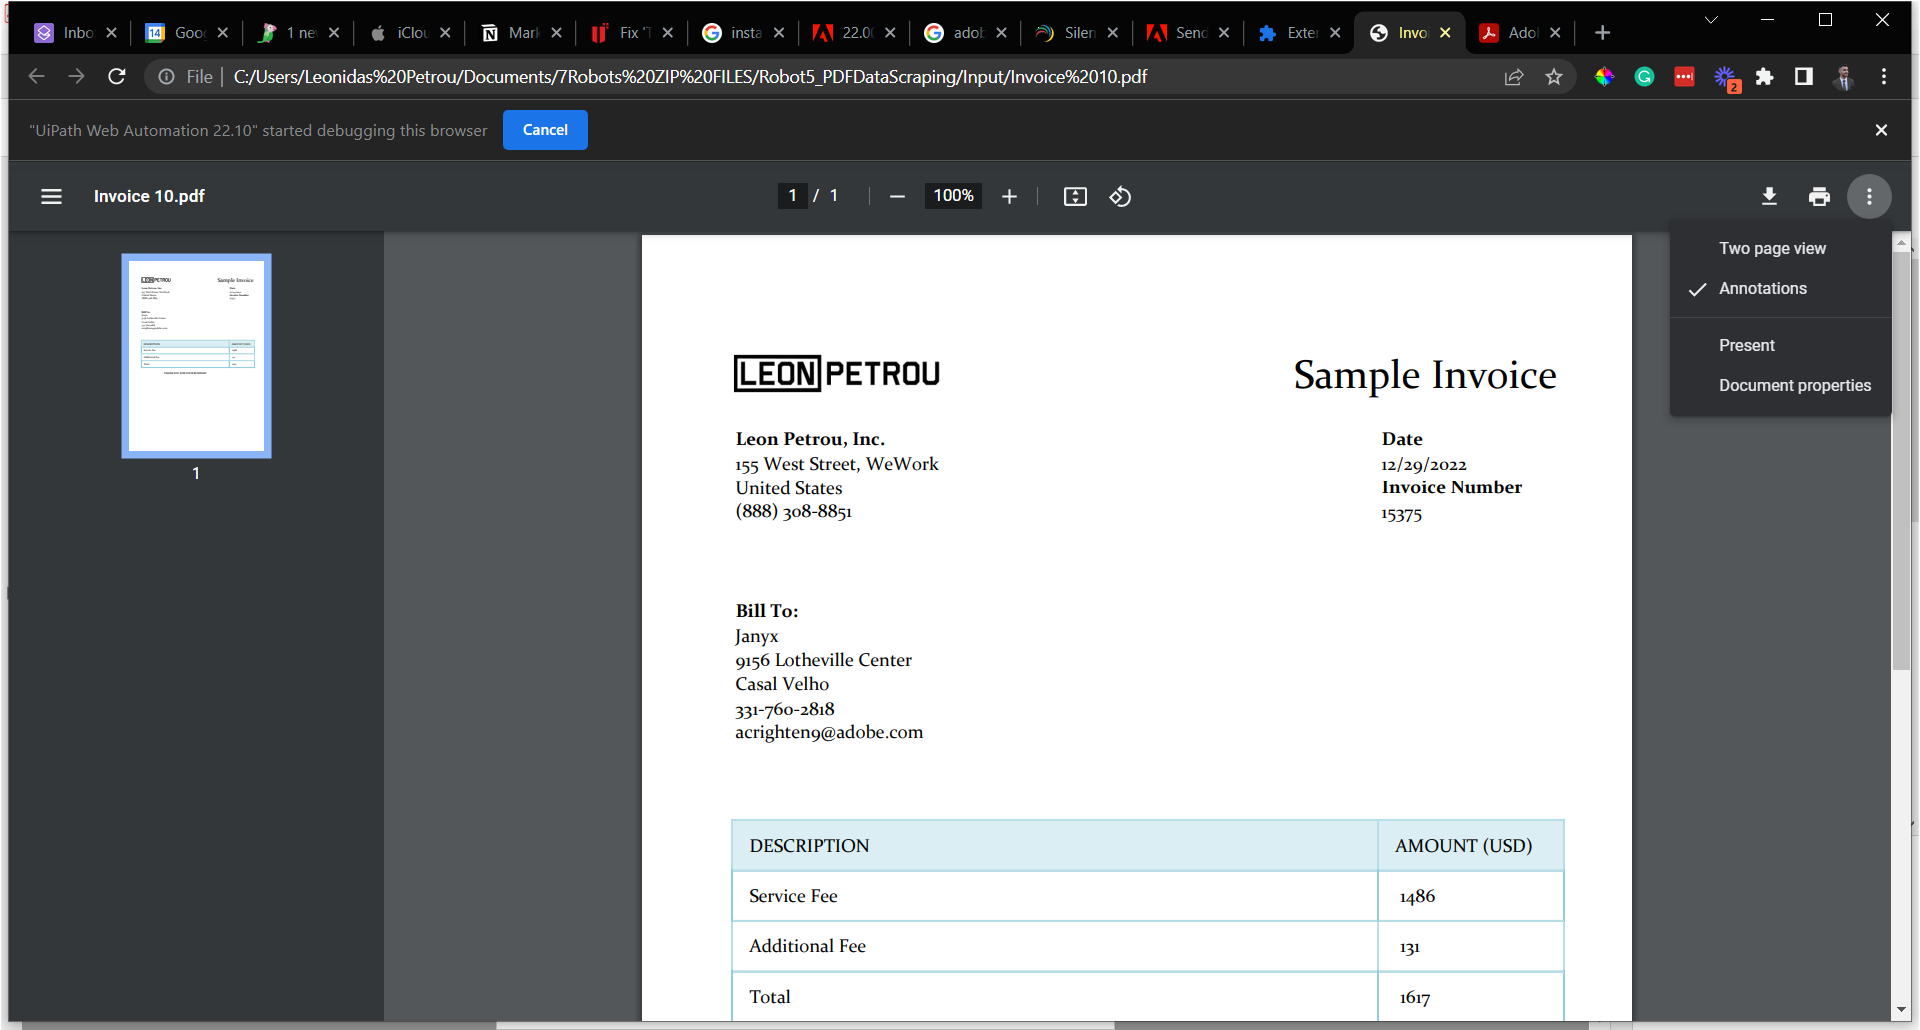 Inbo
14
Goo
1 ne
iClou
Mark
Fix 'T
insta
22.0
adob
Silen
Send
Exter
Invoi
Adol
File
C:/Users/Leonidas%20Petrou/Documents/7Robots%20ZIP%20FILES/Robot5_PDFDataScraping/Input/Invoice%2010.pdf
2
"UiPath Web Automation 22.10" started debugging this browser
Cancel
Invoice 10.pdf
1 / 1
100%
Two page view
Annotations
Present
Document properties
1
LEON PETROU
Sample Invoice
Leon Petrou, Inc.
155 West Street, WeWork
United States
(888) 308-8851
Date
12/29/2022
Invoice Number
15375
Bill To:
Janyx
9156 Lotheville Center
Casal Velho
331-760-2818
acrighten9@adobe.com
DESCRIPTION AMOUNT (USD)
Service Fee 1486
Additional Fee 131
Total 1617